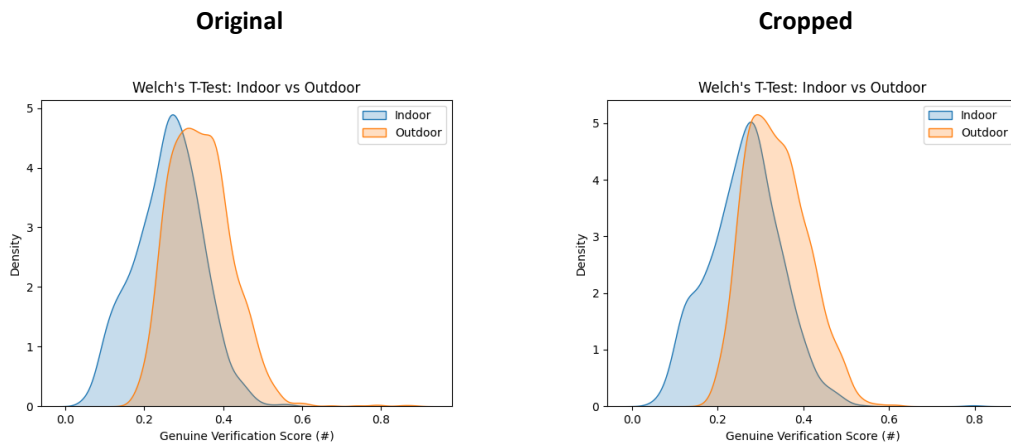 Original
Cropped
Welch's T-Test: Indoor vs Outdoor
Indoor
Outdoor
Density
5
4
3
2
1
0
0.0 0.2 0.4 0.6 0.8
Genuine Verification Score (#)
Welch's T-Test: Indoor vs Outdoor
Indoor
Outdoor
Density
5
4
3
2
1
0
0.0 0.2 0.4 0.6 0.8
Genuine Verification Score (#)